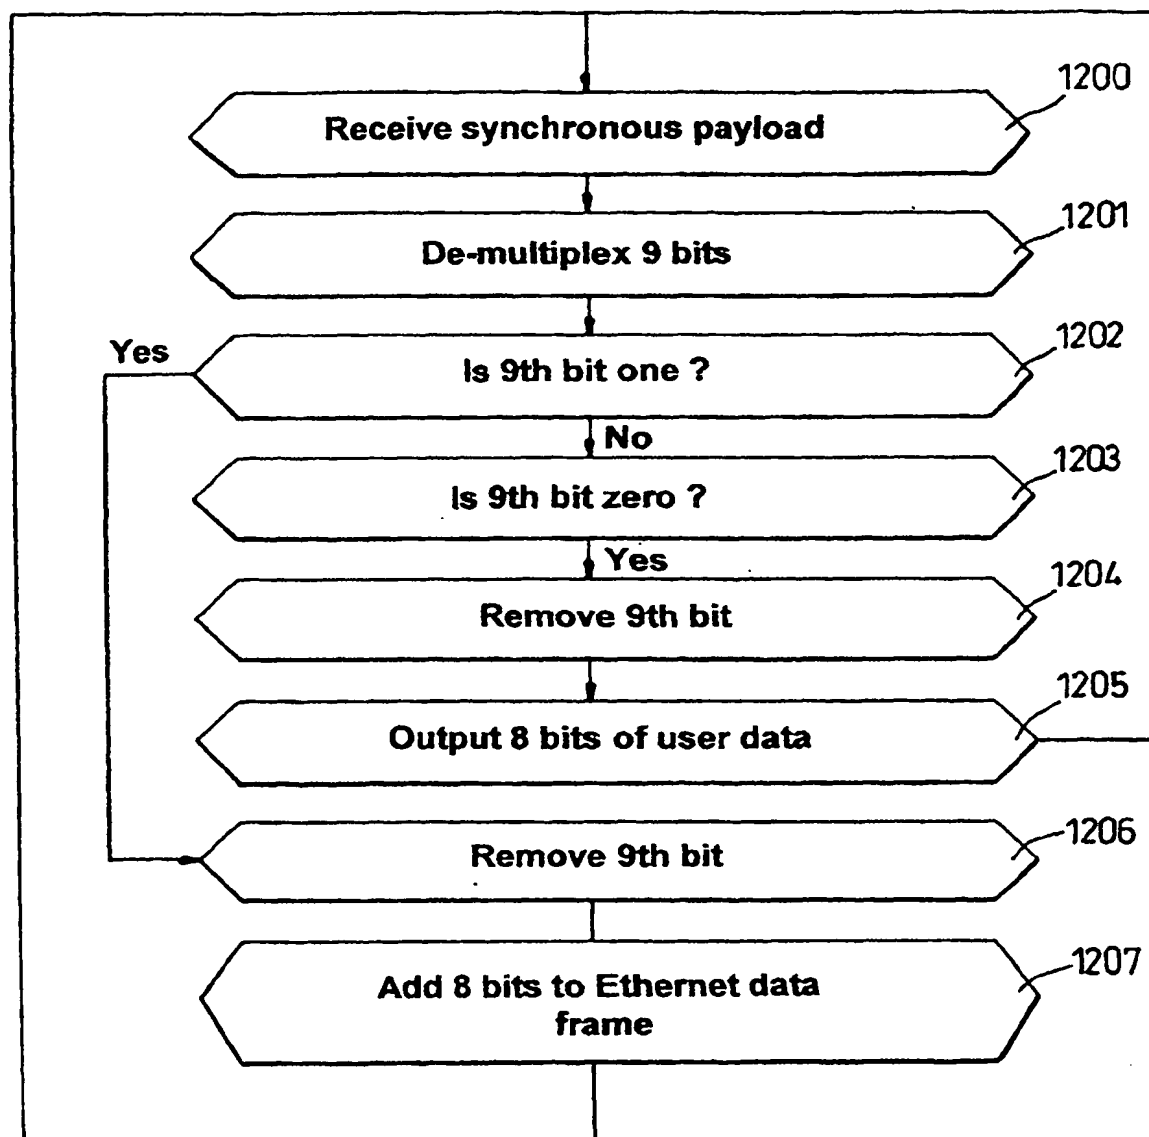 1200
Receive synchronous payload
1201
De-multiplex 9 bits
1202
Yes
Is 9th bit one ?
No
1203
Is 9th bit zero ?
Yes
1204
Remove 9th bit
1205
Output 8 bits of user data
1206
Remove 9th bit
1207
Add 8 bits to Ethernet data
frame